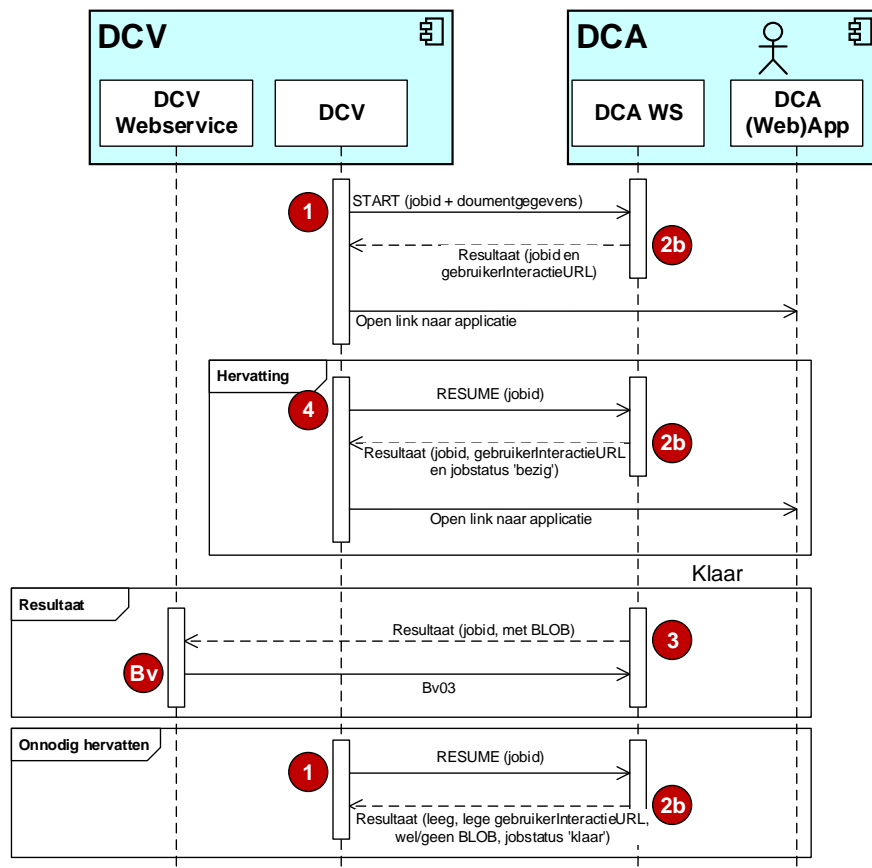 DCV
DCA
DCV
Webservice
DCV
DCA WS
DCA
(Web)App
START (jobid + doumentgegevens)
1
2b
Resultaat (jobid en
gebruikerInteractieURL)
Open link naar applicatie
Hervatting
RESUME (jobid)
4
2b
Resultaat (jobid, gebruikerInteractieURL
en jobstatus 'bezig')
Open link naar applicatie
Klaar
Resultaat
Resultaat (jobid, met BLOB)
3
Bv
Bv03
Onnodig hervatten
RESUME (jobid)
1
2b
Resultaat (leeg, lege gebruikerInteractieURL,
wel/geen BLOB, jobstatus 'klaar')